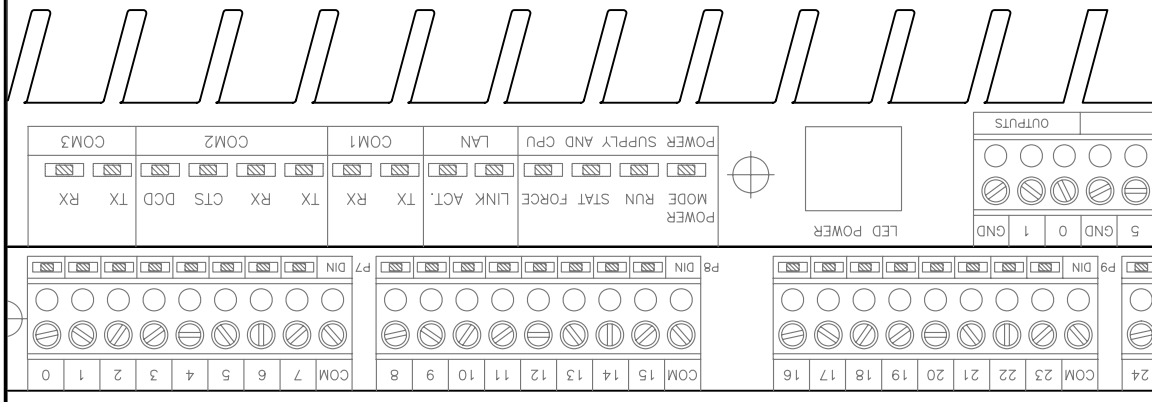 24 COM 23 22 21 20 19 18 17 16 COM 15 14 13 12 11 10 9 8 COM 7 6 5 4 3 2 1 0
P9 DIN P8 DIN P7 DIN
5 GND 0 1 GND
LED POWER
POWER
MODE RUN STAT FORCE LINK ACT. TX RX TX RX CTS DCD TX RX
POWER SUPPLY AND CPU LAN COM1 COM2 COM3
OUTPUTS